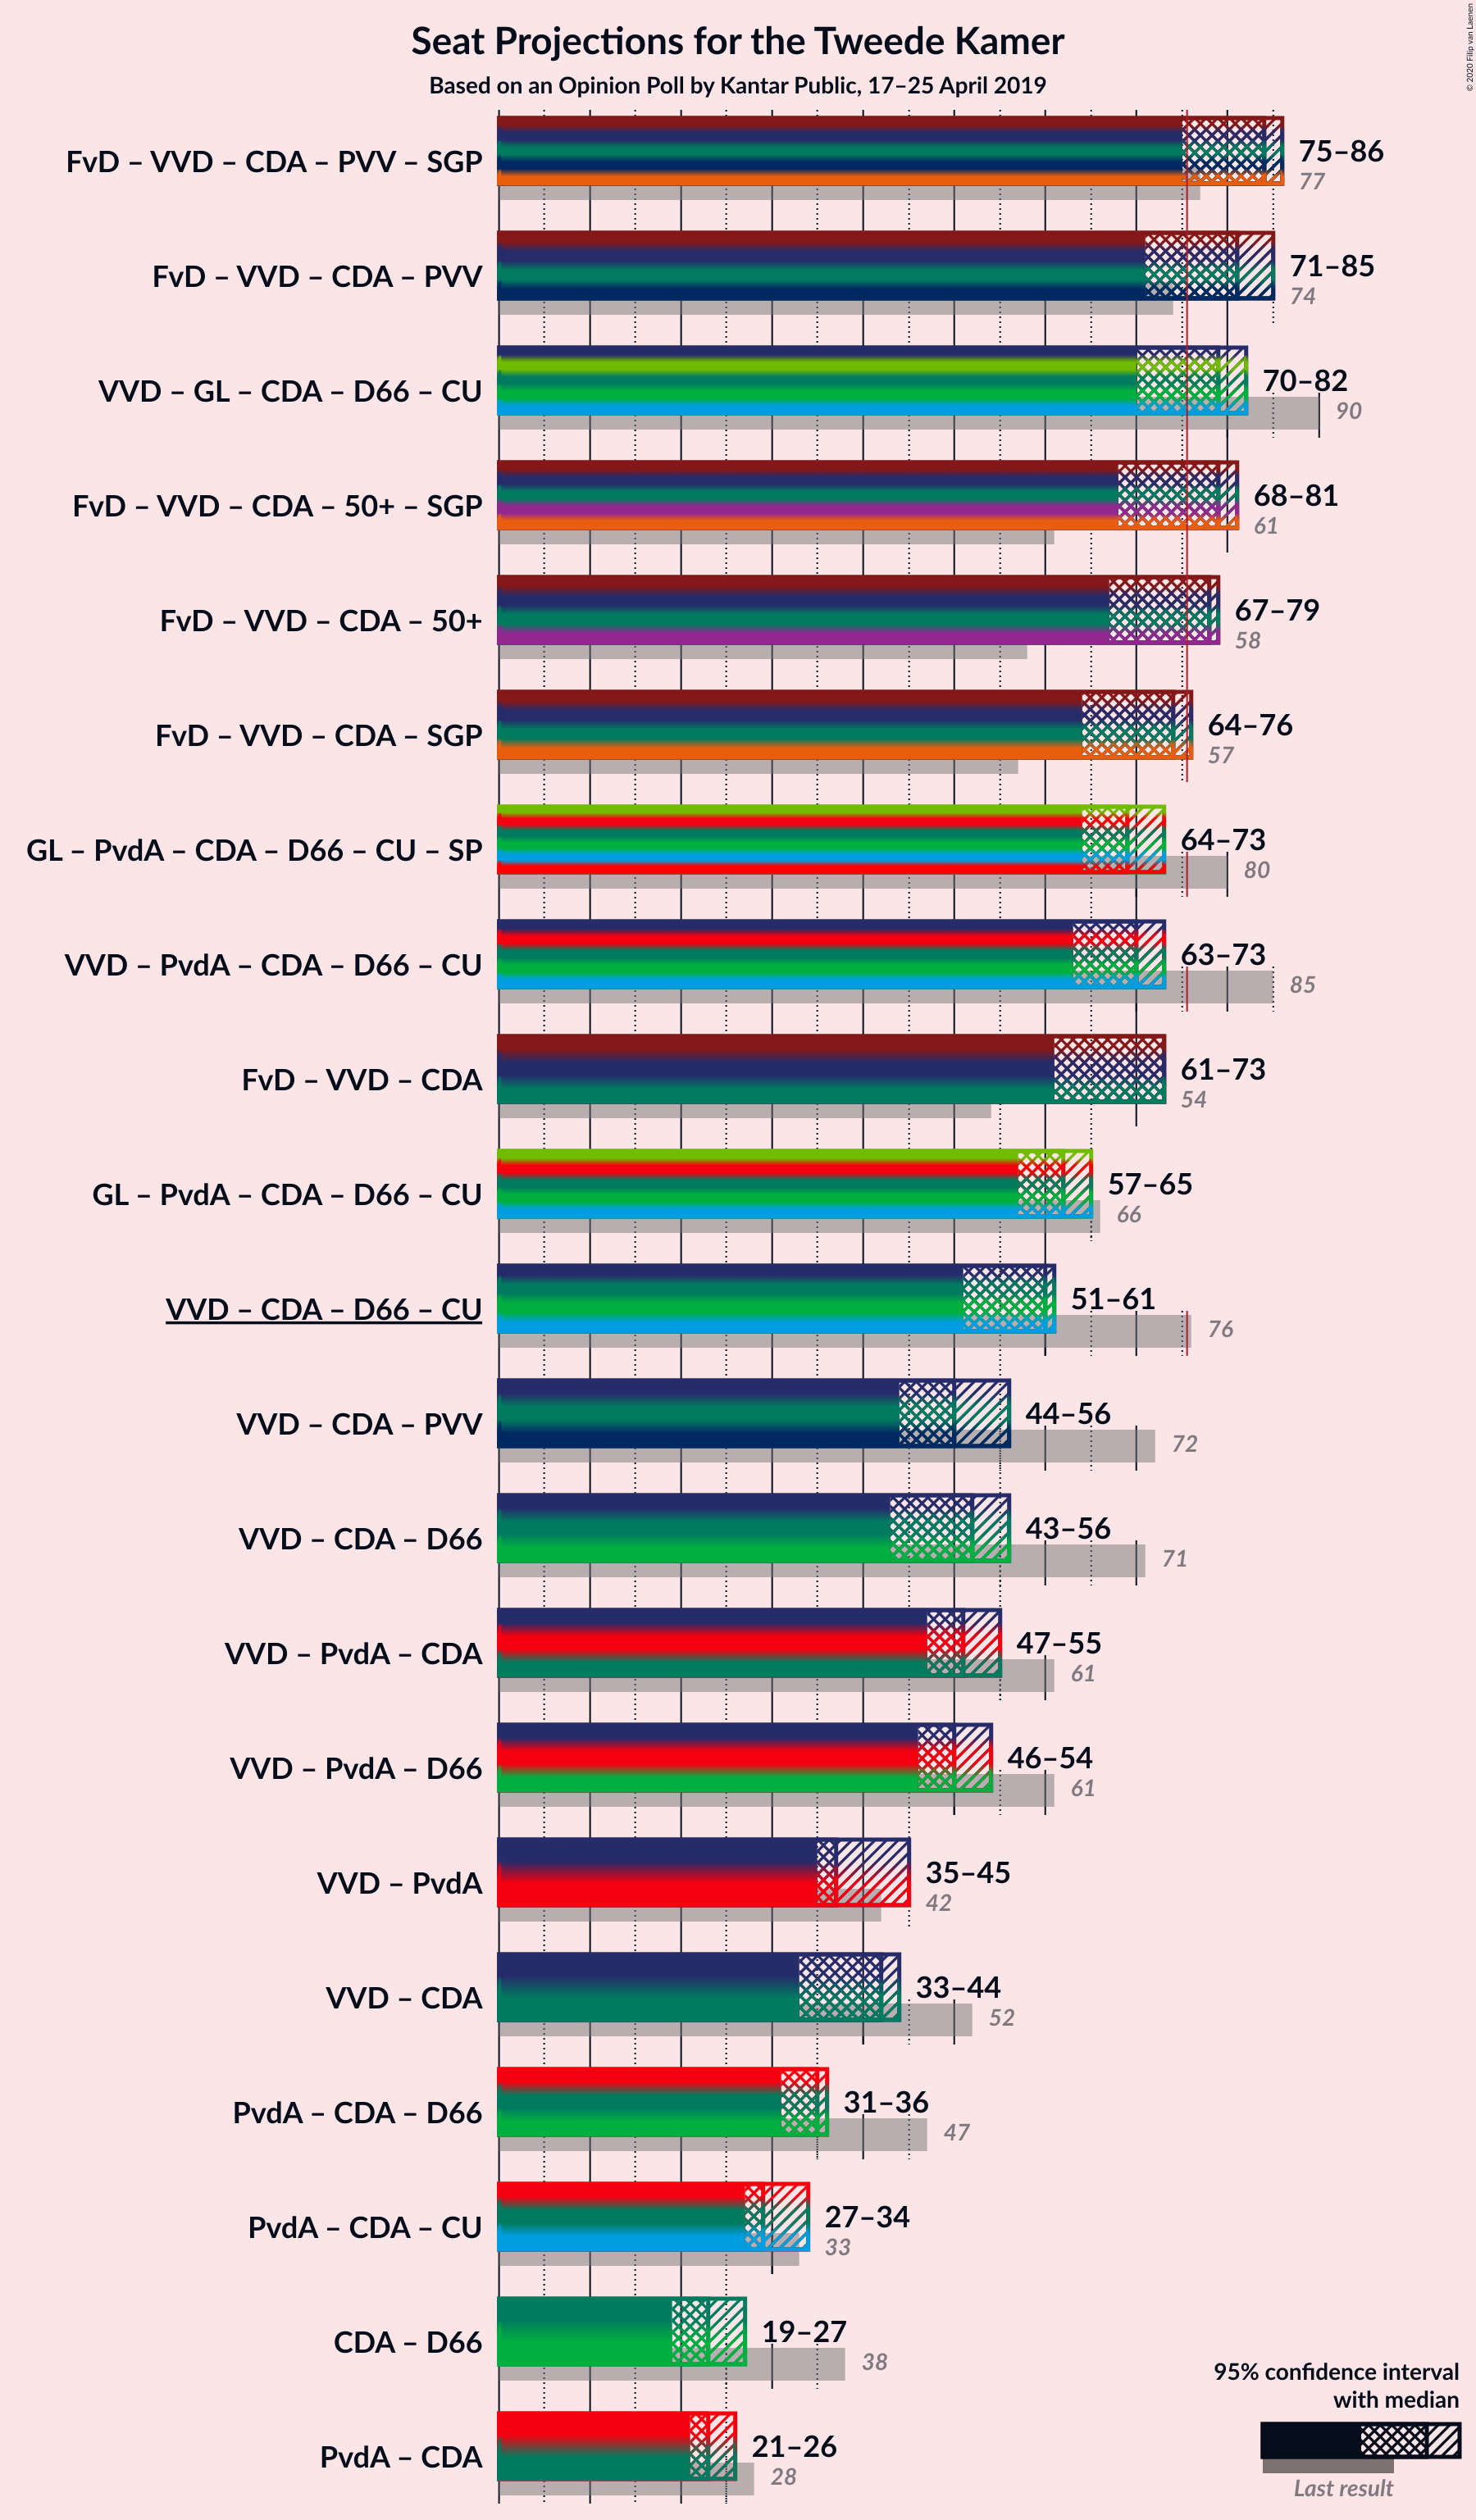 Seat Projections for the Tweede Kamer
Based on an Opinion Poll by Kantar Public, 17–25 April 2019
© 2020 Filip van Laenen
FvD – VVD – CDA – PVV – SGP
75–86
77
FvD – VVD – CDA – PVV
71–85
74
VVD – GL – CDA – D66 – CU
70–82
90
FvD – VVD – CDA – 50+ – SGP
68–81
61
FvD – VVD – CDA – 50+
67–79
58
FvD – VVD – CDA – SGP
64–76
57
GL – PvdA – CDA – D66 – CU – SP
64–73
80
VVD – PvdA – CDA – D66 – CU
63–73
85
FvD – VVD – CDA
61–73
54
GL – PvdA – CDA – D66 – CU
57–65
66
VVD – CDA – D66 – CU
51–61
76
VVD – CDA – PVV
44–56
72
VVD – CDA – D66
43–56
71
VVD – PvdA – CDA
47–55
61
VVD – PvdA – D66
46–54
61
VVD – PvdA
35–45
42
VVD – CDA
33–44
52
PvdA – CDA – D66
31–36
47
PvdA – CDA – CU
27–34
33
CDA – D66
19–27
38
PvdA – CDA
21–26
28
95% confidence interval
with median
Last result